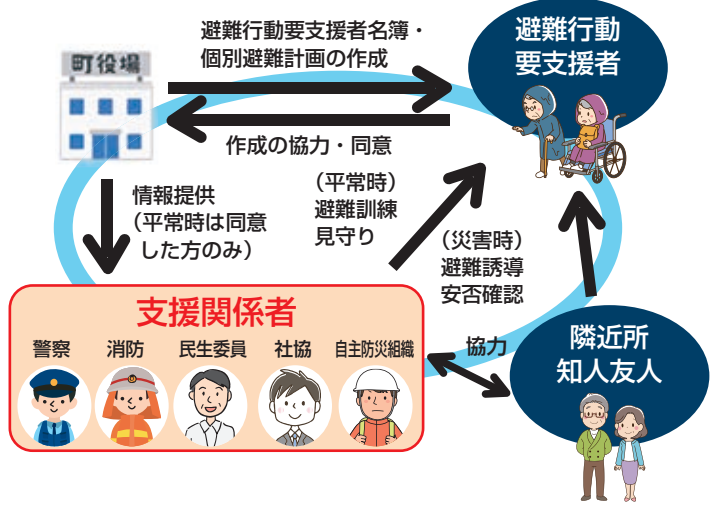 避難行動要支援者名簿・
個別避難計画の作成
避難行動
要支援者
町役場
作成の協力・同意
情報提供
（平常時は同意
した方のみ）
（平常時）
避難訓練
見守り
（災害時）
避難誘導
安否確認
支援関係者
警察
消防
民生委員
社協
自主防災組織
協力
隣近所
知人友人